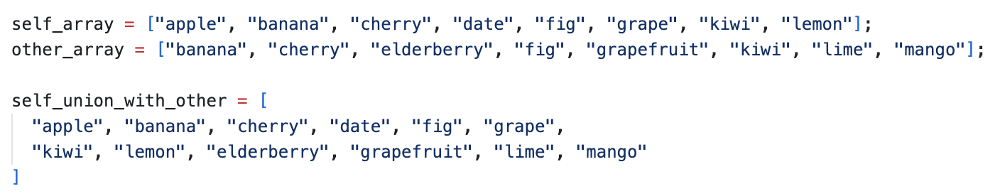 self_array = ["apple", "banana", "cherry", "date", "fig", "grape", "kiwi", "lemon"];
other_array = ["banana", "cherry", "elderberry", "fig", "grapefruit", "kiwi", "lime", "mango"];
self_union_with_other = [
"apple", "banana", "cherry", "date", "fig", "grape",
"kiwi", "lemon", "elderberry", "grapefruit", "lime", "mango"
]